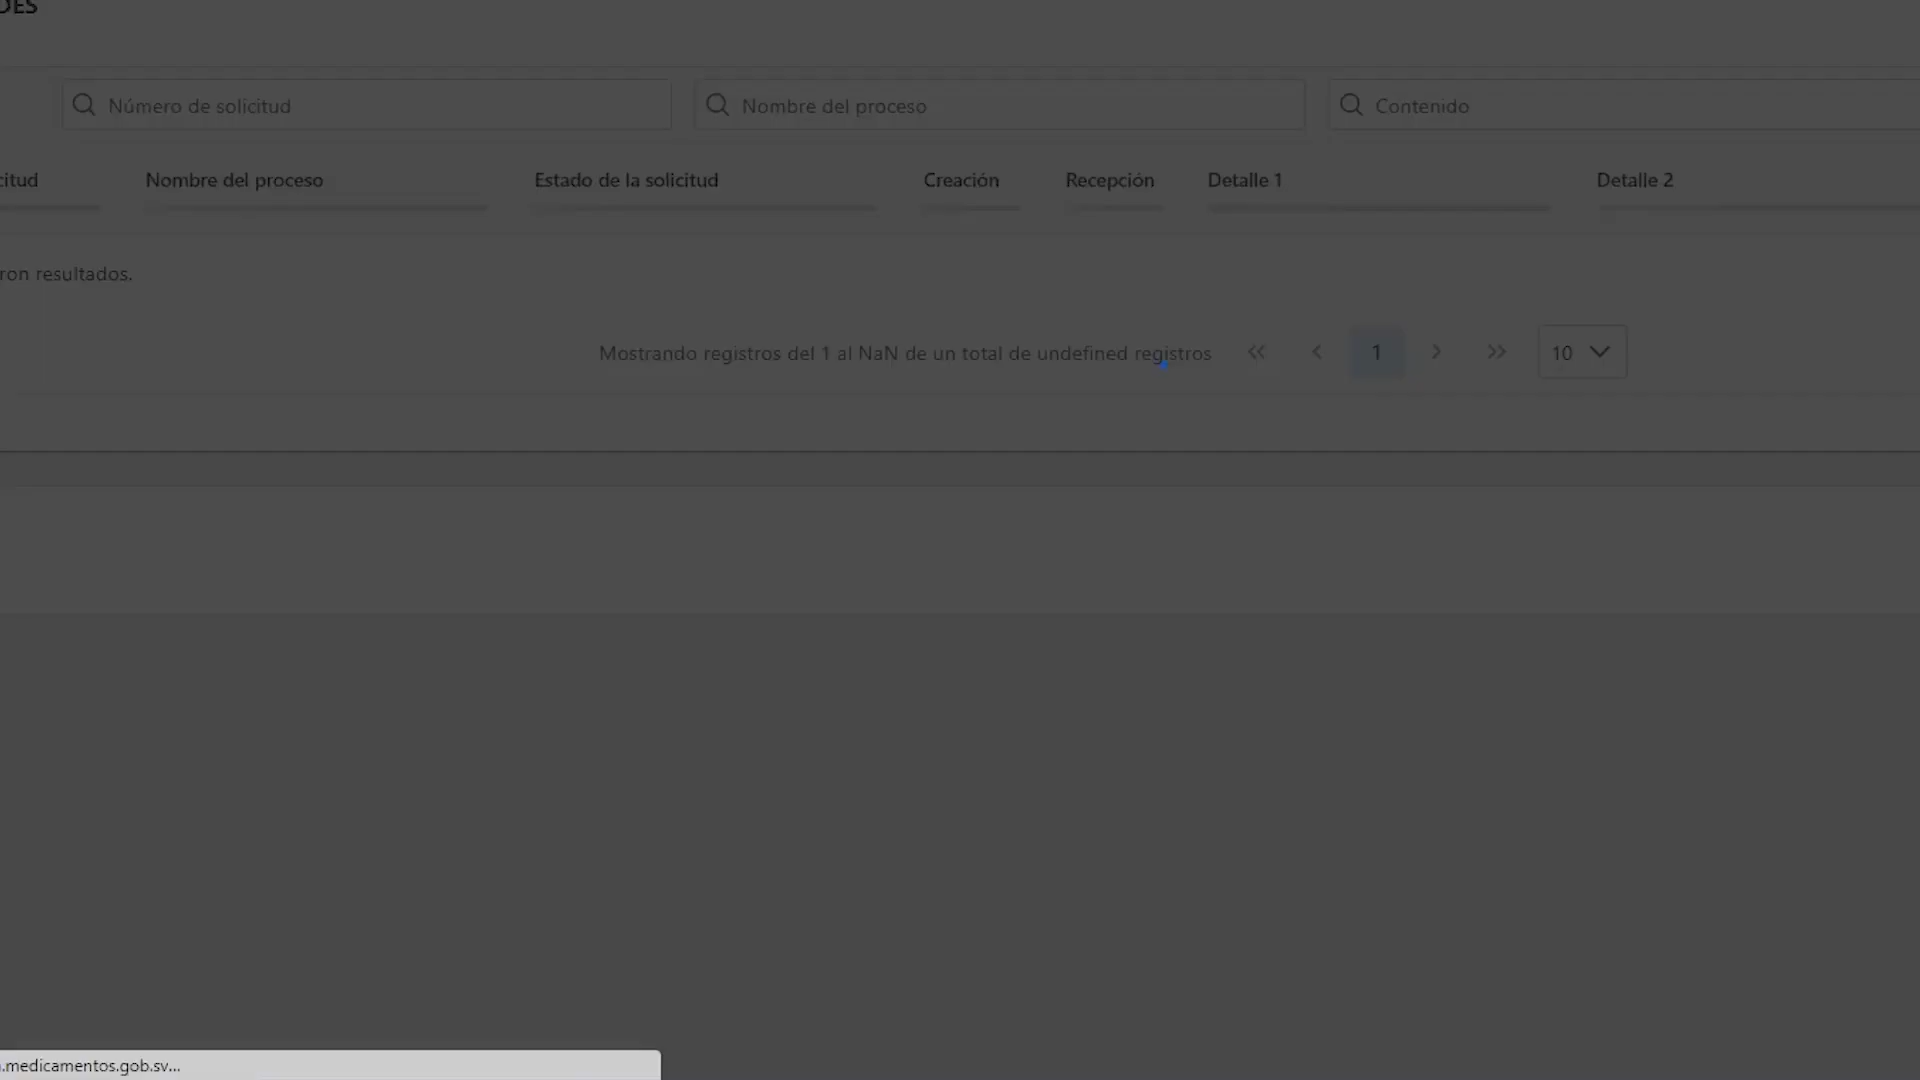 DES
Número de solicitud
Nombre del proceso
Contenido
citud
Nombre del proceso
Estado de la solicitud
Creación
Recepción
Detalle 1
Detalle 2
ron resultados.
Mostrando registros del 1 al NaN de un total de undefined registros
1
10
.medicamentos.gob.sv...